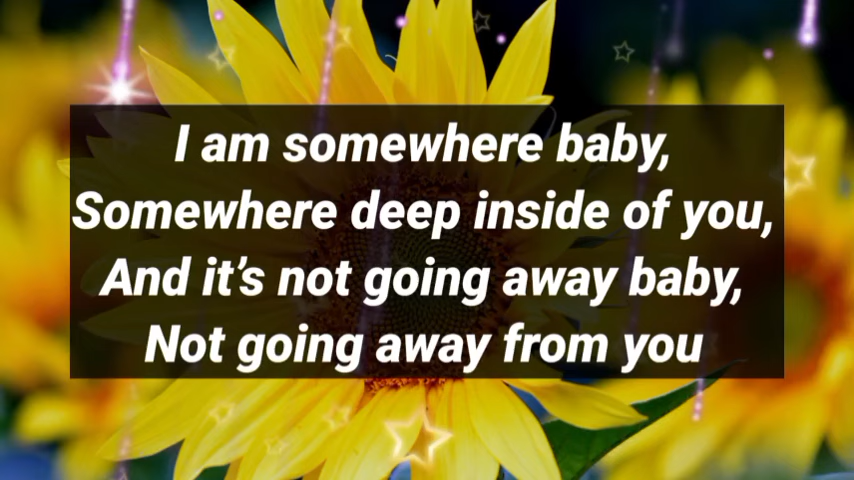 I am somewhere baby,
Somewhere deep inside of you,
And it’s not going away baby,
Not going away from you